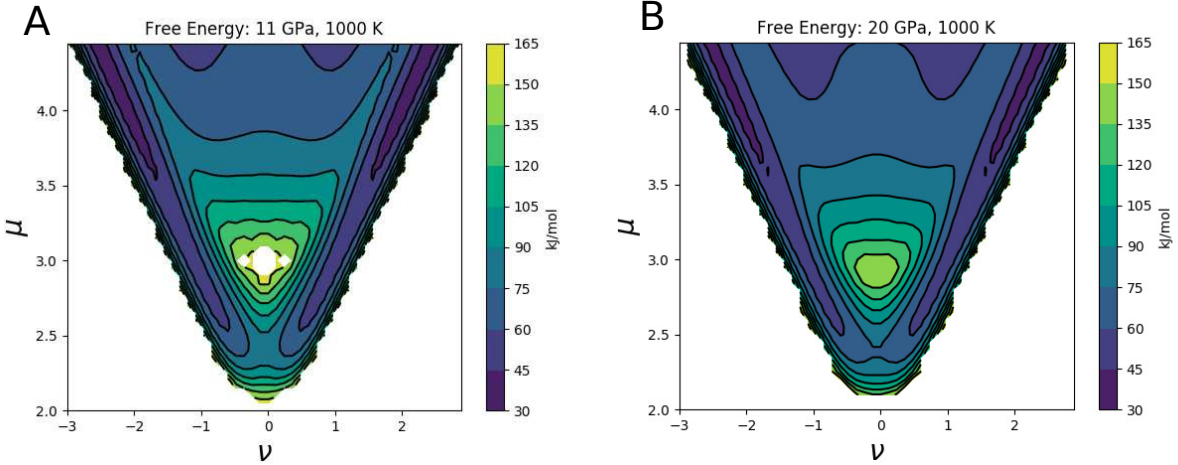 A
Free Energy: 11 GPa, 1000 K
4.0
3.5
3.0
2.5
2.0
μ
−3 −2 −1 0 1 2
ν
165
150
135
120
105
90
75
60
45
30
kJ/mol
B
Free Energy: 20 GPa, 1000 K
4.0
3.5
3.0
2.5
2.0
μ
−3 −2 −1 0 1 2
ν
165
150
135
120
105
90
75
60
45
30
kJ/mol